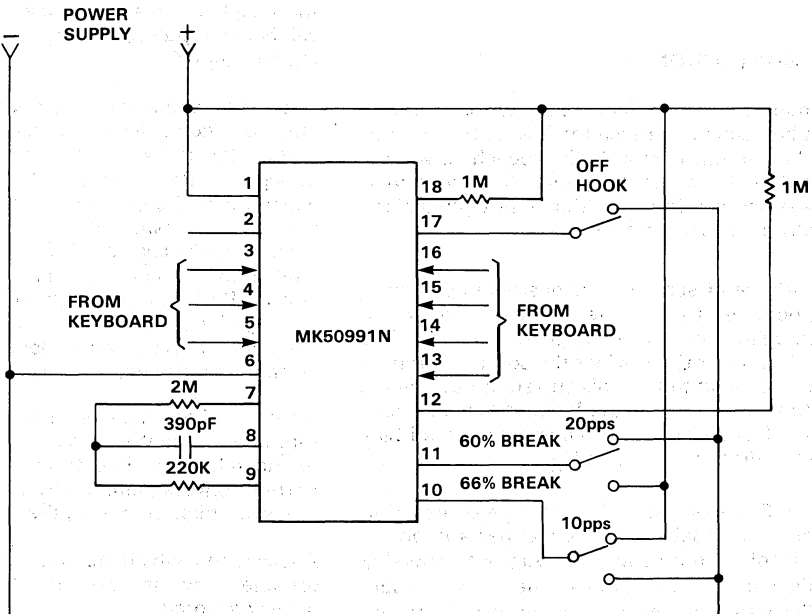 POWER
SUPPLY
−
+
1
2
3
4
5
6
7
8
9
18
17
16
15
14
13
12
11
10
1M
OFF
HOOK
1M
FROM
KEYBOARD
MK50991N
FROM
KEYBOARD
2M
390pF
220K
60% BREAK
20pps
66% BREAK
10pps